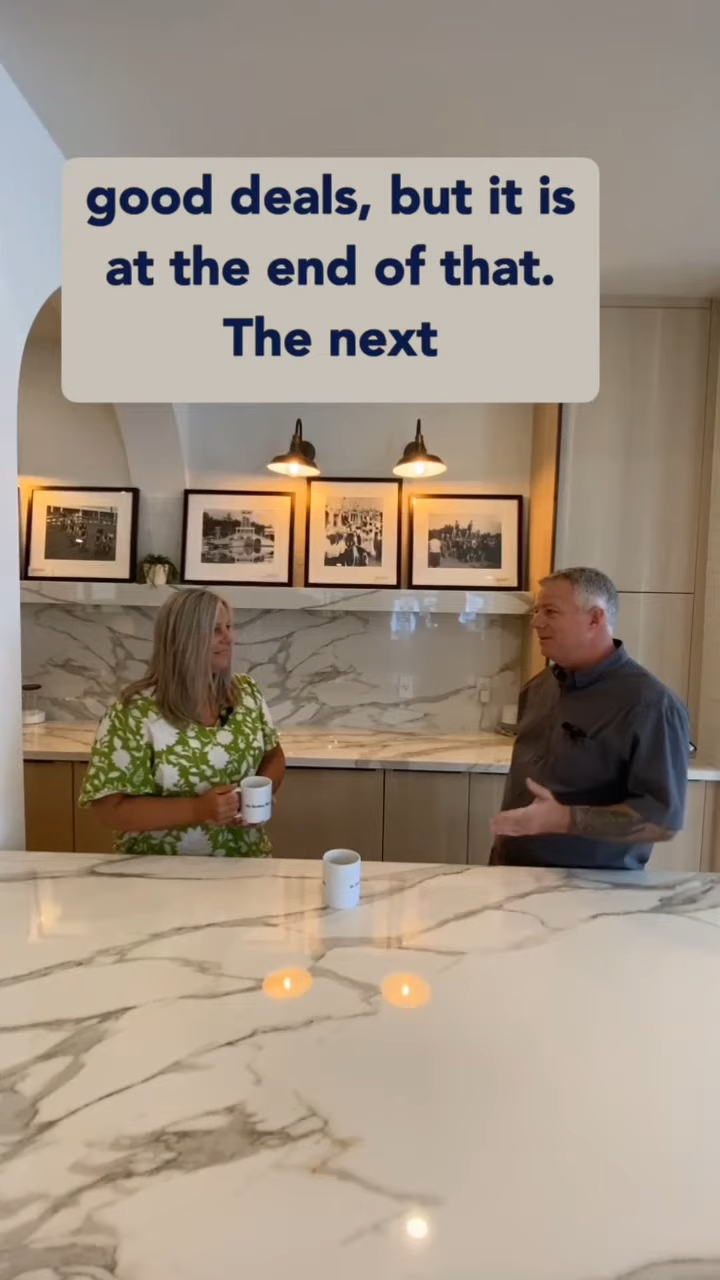 good deals, but it is
at the end of that.
The next